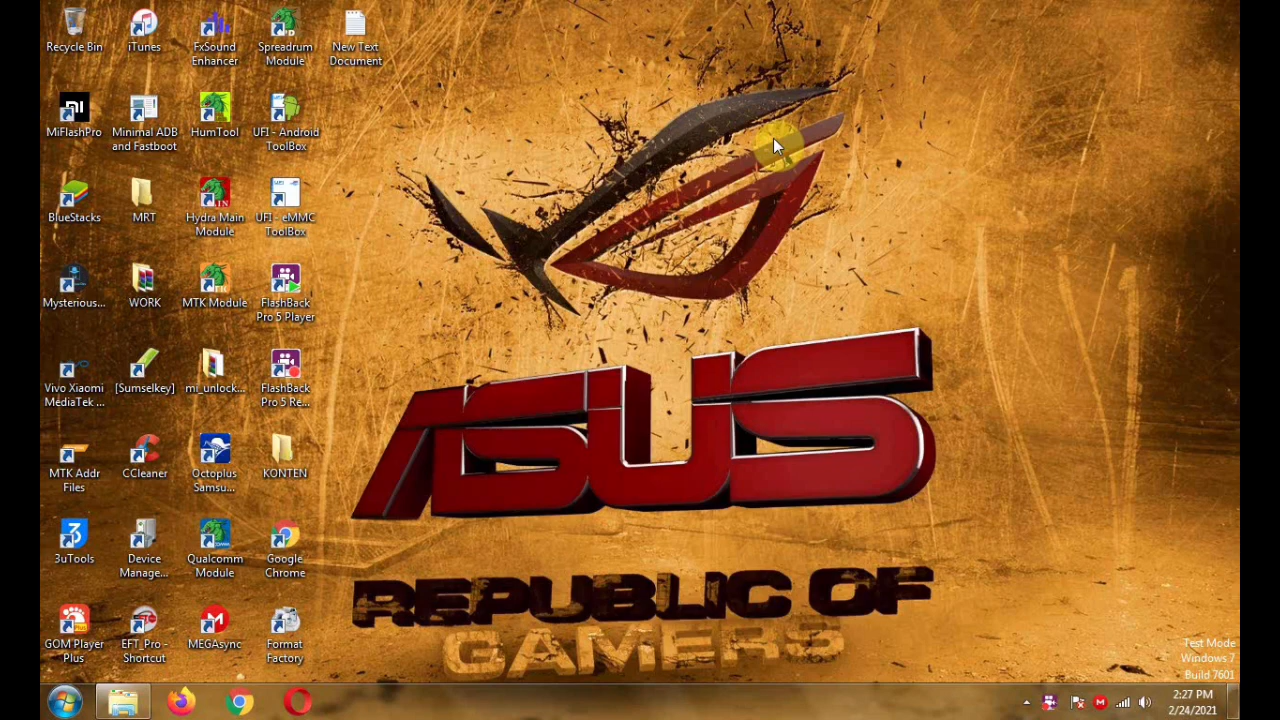 Recycle Bin
iTunes
FxSound
Enhancer
Spreadrum
Module
New Text
Document
MiFlashPro
Minimal ADB
and Fastboot
HumTool
UFI - Android
ToolBox
BlueStacks
MRT
Hydra Main
Module
UFI - eMMC
ToolBox
Mysterious...
WORK
MTK Module
FlashBack
Pro 5 Player
Vivo Xiaomi
MediaTek ...
[Sumselkey]
mi_unlock...
FlashBack
Pro 5 Re...
MTK Addr
Files
CCleaner
Octoplus
Samsu...
KONTEN
3uTools
Device
Manage...
Qualcomm
Module
Google
Chrome
GOM Player
Plus
EFT_Pro -
Shortcut
MEGAsync
Format
Factory
ASUS
REPUBLIC OF
GAMERS
Test Mode
Windows 7
Build 7601
2:27 PM
2/24/2021